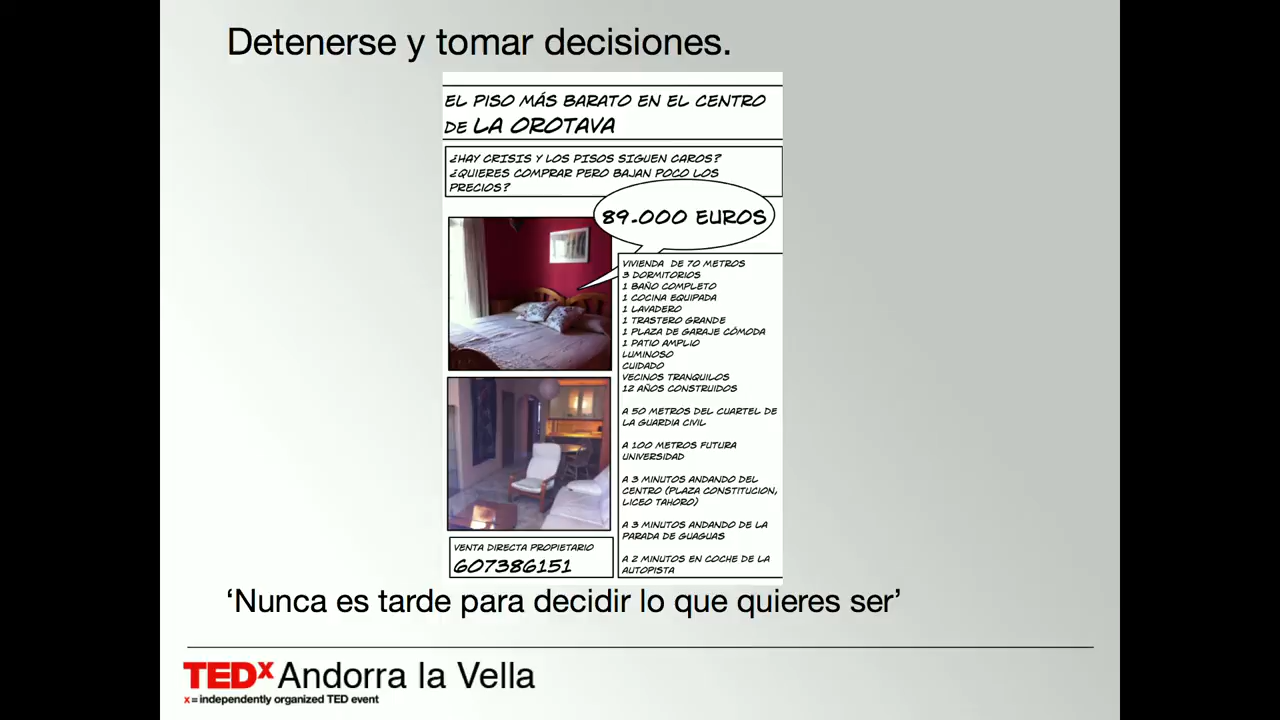 Detenerse y tomar decisiones.
EL PISO MÁS BARATO EN EL CENTRO
DE LA OROTAVA
¿HAY CRISIS Y LOS PISOS SIGUEN CAROS?
¿QUIERES COMPRAR PERO BAJAN POCO LOS
PRECIOS?
89.000 EUROS
VIVIENDA DE 70 METROS
3 DORMITORIOS
1 BAÑO COMPLETO
1 COCINA EQUIPADA
1 LAVADERO
1 TRASTERO GRANDE
1 PLAZA DE GARAJE CÓMODA
1 PATIO AMPLIO
LUMINOSO
CUIDADO
VECINOS TRANQUILOS
12 AÑOS CONSTRUIDOS
A 50 METROS DEL CUARTEL DE
LA GUARDIA CIVIL
A 100 METROS FUTURA
UNIVERSIDAD
A 3 MINUTOS ANDANDO DEL
CENTRO (PLAZA CONSTITUCION,
LICEO TAHORO)
A 3 MINUTOS ANDANDO DE LA
PARADA DE GUAGUAS
A 2 MINUTOS EN COCHE DE LA
AUTOPISTA
VENTA DIRECTA PROPIETARIO
607386151
‘Nunca es tarde para decidir lo que quieres ser’
TEDx Andorra la Vella
x = independently organized TED event